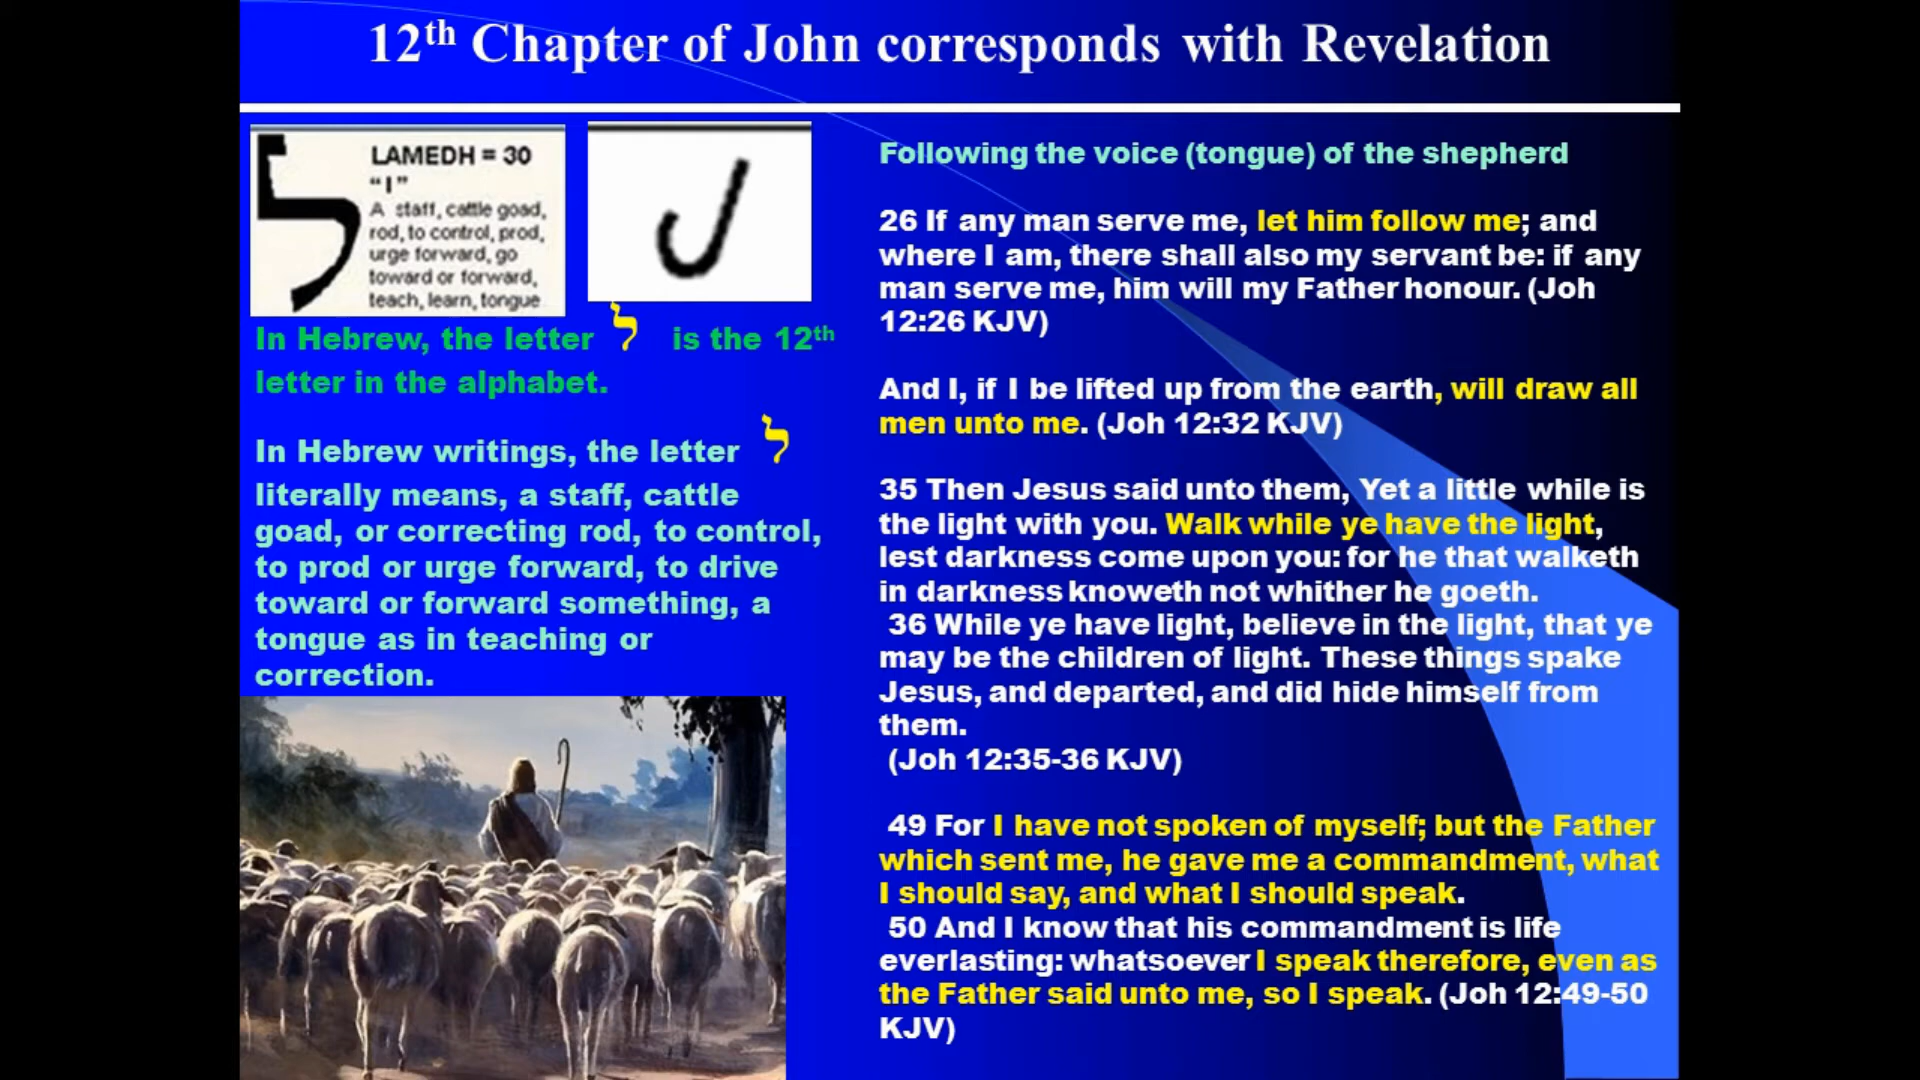 12th Chapter of John corresponds with Revelation
ל
LAMEDH = 30
"l"
A staff, cattle goad,
rod, to control, prod,
urge forward, go
toward or forward,
teach, learn, tongue
In Hebrew, the letter ל is the 12th
letter in the alphabet.
In Hebrew writings, the letter ל
literally means, a staff, cattle
goad, or correcting rod, to control,
to prod or urge forward, to drive
toward or forward something, a
tongue as in teaching or
correction.
Following the voice (tongue) of the shepherd
26 If any man serve me, let him follow me; and
where I am, there shall also my servant be: if any
man serve me, him will my Father honour. (Joh
12:26 KJV)
And I, if I be lifted up from the earth, will draw all
men unto me. (Joh 12:32 KJV)
35 Then Jesus said unto them, Yet a little while is
the light with you. Walk while ye have the light,
lest darkness come upon you: for he that walketh
in darkness knoweth not whither he goeth.
36 While ye have light, believe in the light, that ye
may be the children of light. These things spake
Jesus, and departed, and did hide himself from
them.
(Joh 12:35-36 KJV)
49 For I have not spoken of myself; but the Father
which sent me, he gave me a commandment, what
I should say, and what I should speak.
50 And I know that his commandment is life
everlasting: whatsoever I speak therefore, even as
the Father said unto me, so I speak. (Joh 12:49-50
KJV)